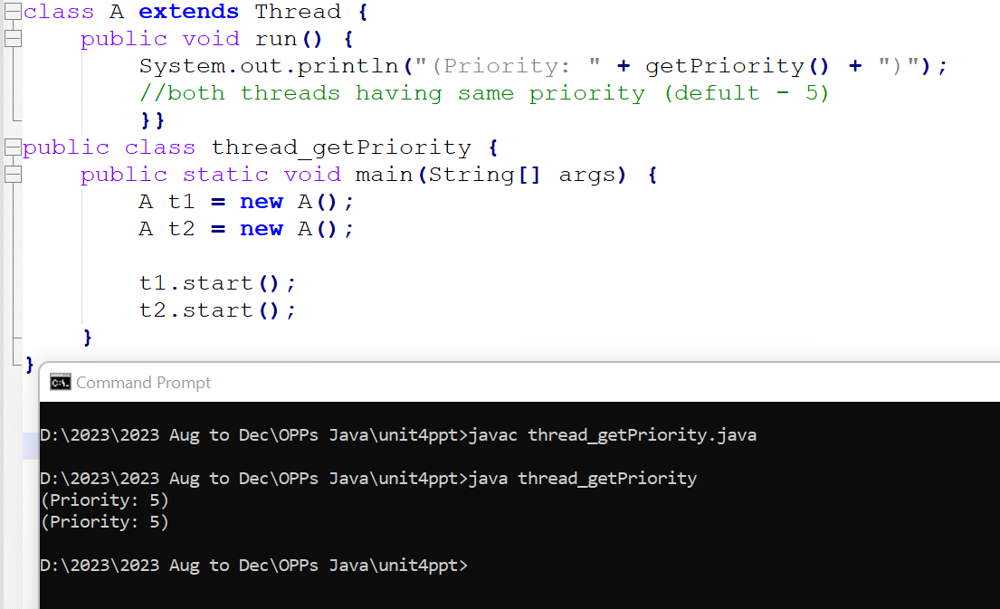 class A extends Thread {
public void run() {
System.out.println("(Priority: " + getPriority() + ")");
//both threads having same priority (defult - 5)
}}
public class thread_getPriority {
public static void main(String[] args) {
A t1 = new A();
A t2 = new A();
t1.start();
t2.start();
}
}
Command Prompt
D:\2023\2023 Aug to Dec\OPPs Java\unit4ppt>javac thread_getPriority.java
D:\2023\2023 Aug to Dec\OPPs Java\unit4ppt>java thread_getPriority
(Priority: 5)
(Priority: 5)
D:\2023\2023 Aug to Dec\OPPs Java\unit4ppt>